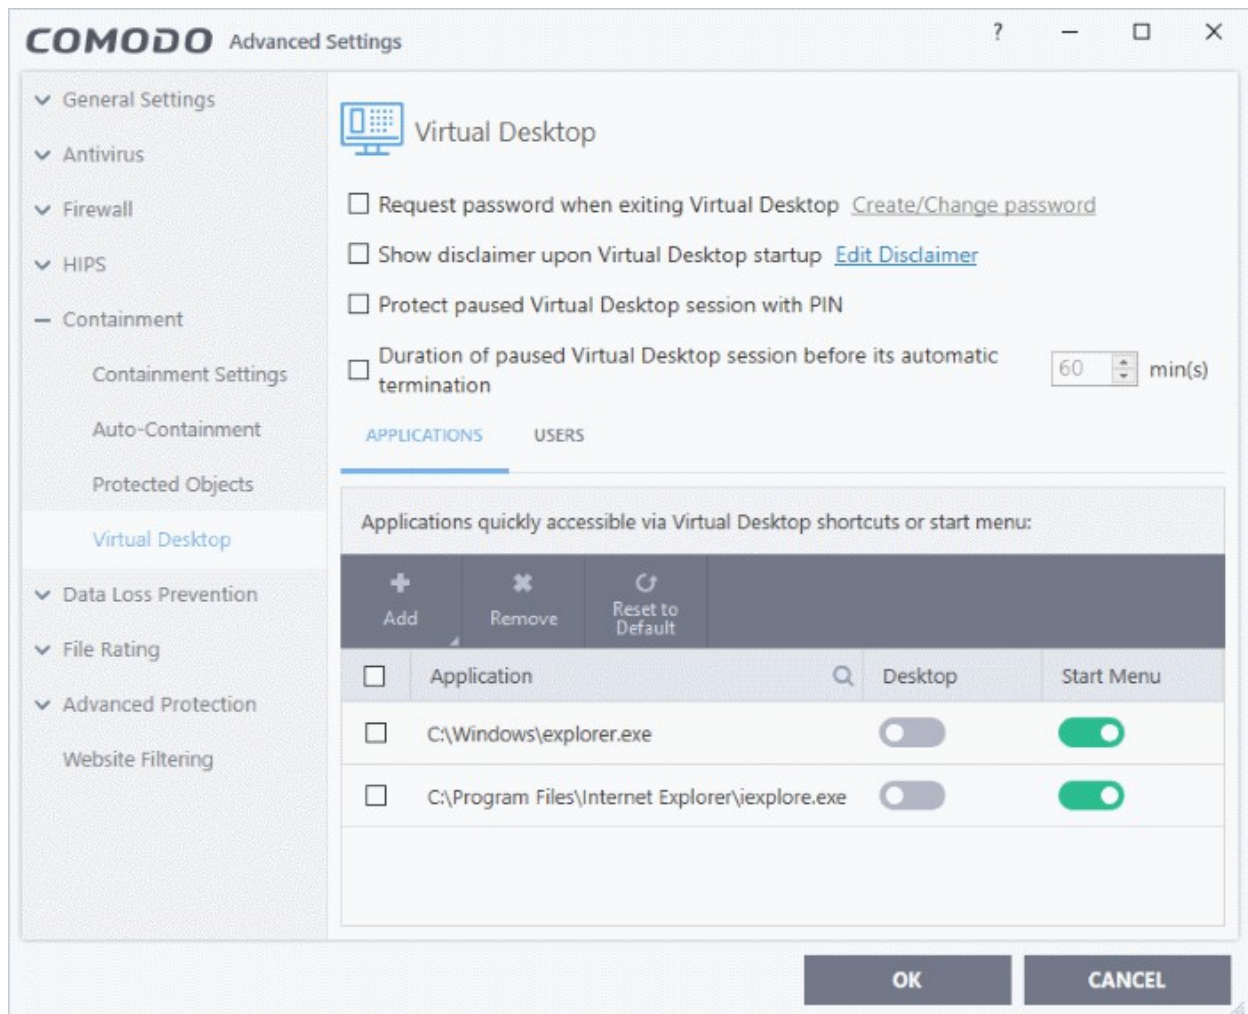 COMODO Advanced Settings ?
General Settings
Antivirus
Firewall
HIPS
Containment
Containment Settings
Auto-Containment
Protected Objects
Virtual Desktop
Data Loss Prevention
File Rating
Advanced Protection
Website Filtering
Virtual Desktop
Request password when exiting Virtual Desktop Create/Change password
Show disclaimer upon Virtual Desktop startup Edit Disclaimer
Protect paused Virtual Desktop session with PIN
Duration of paused Virtual Desktop session before its automatic
termination
60 min(s)
APPLICATIONS USERS
Applications quickly accessible via Virtual Desktop shortcuts or start menu:
Add
Remove
Reset to
Default
Application Desktop Start Menu
C:\Windows\explorer.exe
C:\Program Files\Internet Explorer\iexplore.exe
OK CANCEL